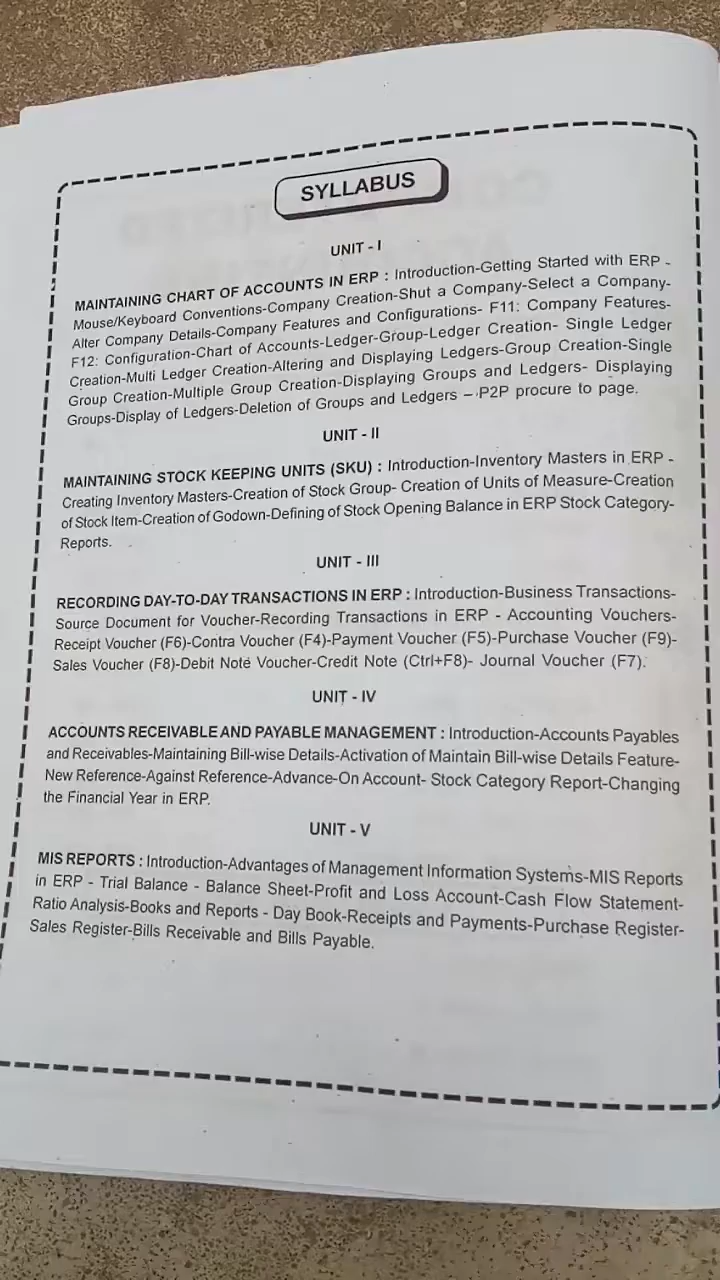 SYLLABUS
UNIT - I
MAINTAINING CHART OF ACCOUNTS IN ERP : Introduction-Getting Started with ERP -
Mouse/Keyboard Conventions-Company Creation-Shut a Company-Select a Company-
Alter Company Details-Company Features and Configurations- F11: Company Features-
F12: Configuration-Chart of Accounts-Ledger-Group-Ledger Creation- Single Ledger
Creation-Multi Ledger Creation-Altering and Displaying Ledgers-Group Creation-Single
Group Creation-Multiple Group Creation-Displaying Groups and Ledgers- Displaying
Groups-Display of Ledgers-Deletion of Groups and Ledgers – P2P procure to page.
UNIT - II
MAINTAINING STOCK KEEPING UNITS (SKU) : Introduction-Inventory Masters in ERP -
Creating Inventory Masters-Creation of Stock Group- Creation of Units of Measure-Creation
of Stock Item-Creation of Godown-Defining of Stock Opening Balance in ERP Stock Category-
Reports.
UNIT - III
RECORDING DAY-TO-DAY TRANSACTIONS IN ERP : Introduction-Business Transactions-
Source Document for Voucher-Recording Transactions in ERP - Accounting Vouchers-
Receipt Voucher (F6)-Contra Voucher (F4)-Payment Voucher (F5)-Purchase Voucher (F9)-
Sales Voucher (F8)-Debit Note Voucher-Credit Note (Ctrl+F8)- Journal Voucher (F7).
UNIT - IV
ACCOUNTS RECEIVABLE AND PAYABLE MANAGEMENT : Introduction-Accounts Payables
and Receivables-Maintaining Bill-wise Details-Activation of Maintain Bill-wise Details Feature-
New Reference-Against Reference-Advance-On Account- Stock Category Report-Changing
the Financial Year in ERP.
UNIT - V
MIS REPORTS : Introduction-Advantages of Management Information Systems-MIS Reports
in ERP - Trial Balance - Balance Sheet-Profit and Loss Account-Cash Flow Statement-
Ratio Analysis-Books and Reports - Day Book-Receipts and Payments-Purchase Register-
Sales Register-Bills Receivable and Bills Payable.